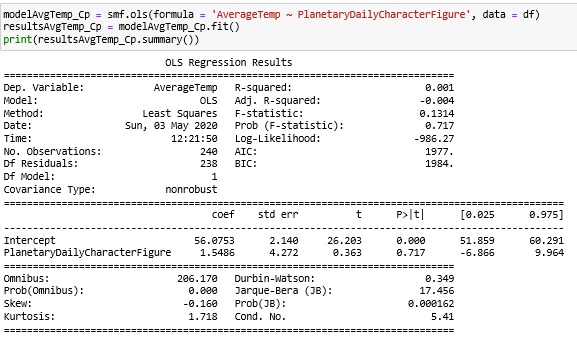 modelAvgTemp_Cp = smf.ols(formula = 'AverageTemp ~ PlanetaryDailyCharacterFigure', data = df)
resultsAvgTemp_Cp = modelAvgTemp_Cp.fit()
print(resultsAvgTemp_Cp.summary())
OLS Regression Results
==============================================================================
Dep. Variable: AverageTemp R-squared: 0.001
Model: OLS Adj. R-squared: -0.004
Method: Least Squares F-statistic: 0.1314
Date: Sun, 03 May 2020 Prob (F-statistic): 0.717
Time: 12:21:50 Log-Likelihood: -986.27
No. Observations: 240 AIC: 1977.
Df Residuals: 238 BIC: 1984.
Df Model: 1
Covariance Type: nonrobust
=================================================================================================
coef std err t P>|t| [0.025 0.975]
-------------------------------------------------------------------------------------------------
Intercept 56.0753 2.140 26.203 0.000 51.859 60.291
PlanetaryDailyCharacterFigure 1.5486 4.272 0.363 0.717 -6.866 9.964
==============================================================================
Omnibus: 206.170 Durbin-Watson: 0.349
Prob(Omnibus): 0.000 Jarque-Bera (JB): 17.456
Skew: -0.160 Prob(JB): 0.000162
Kurtosis: 1.718 Cond. No. 5.41
==============================================================================